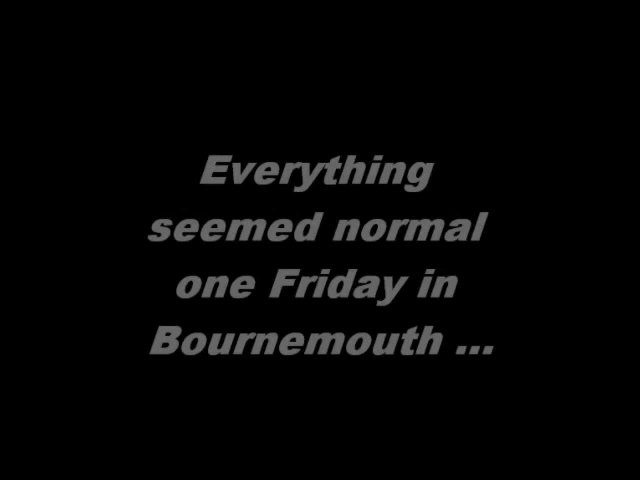 Everything
seemed normal
one Friday in
Bournemouth ...